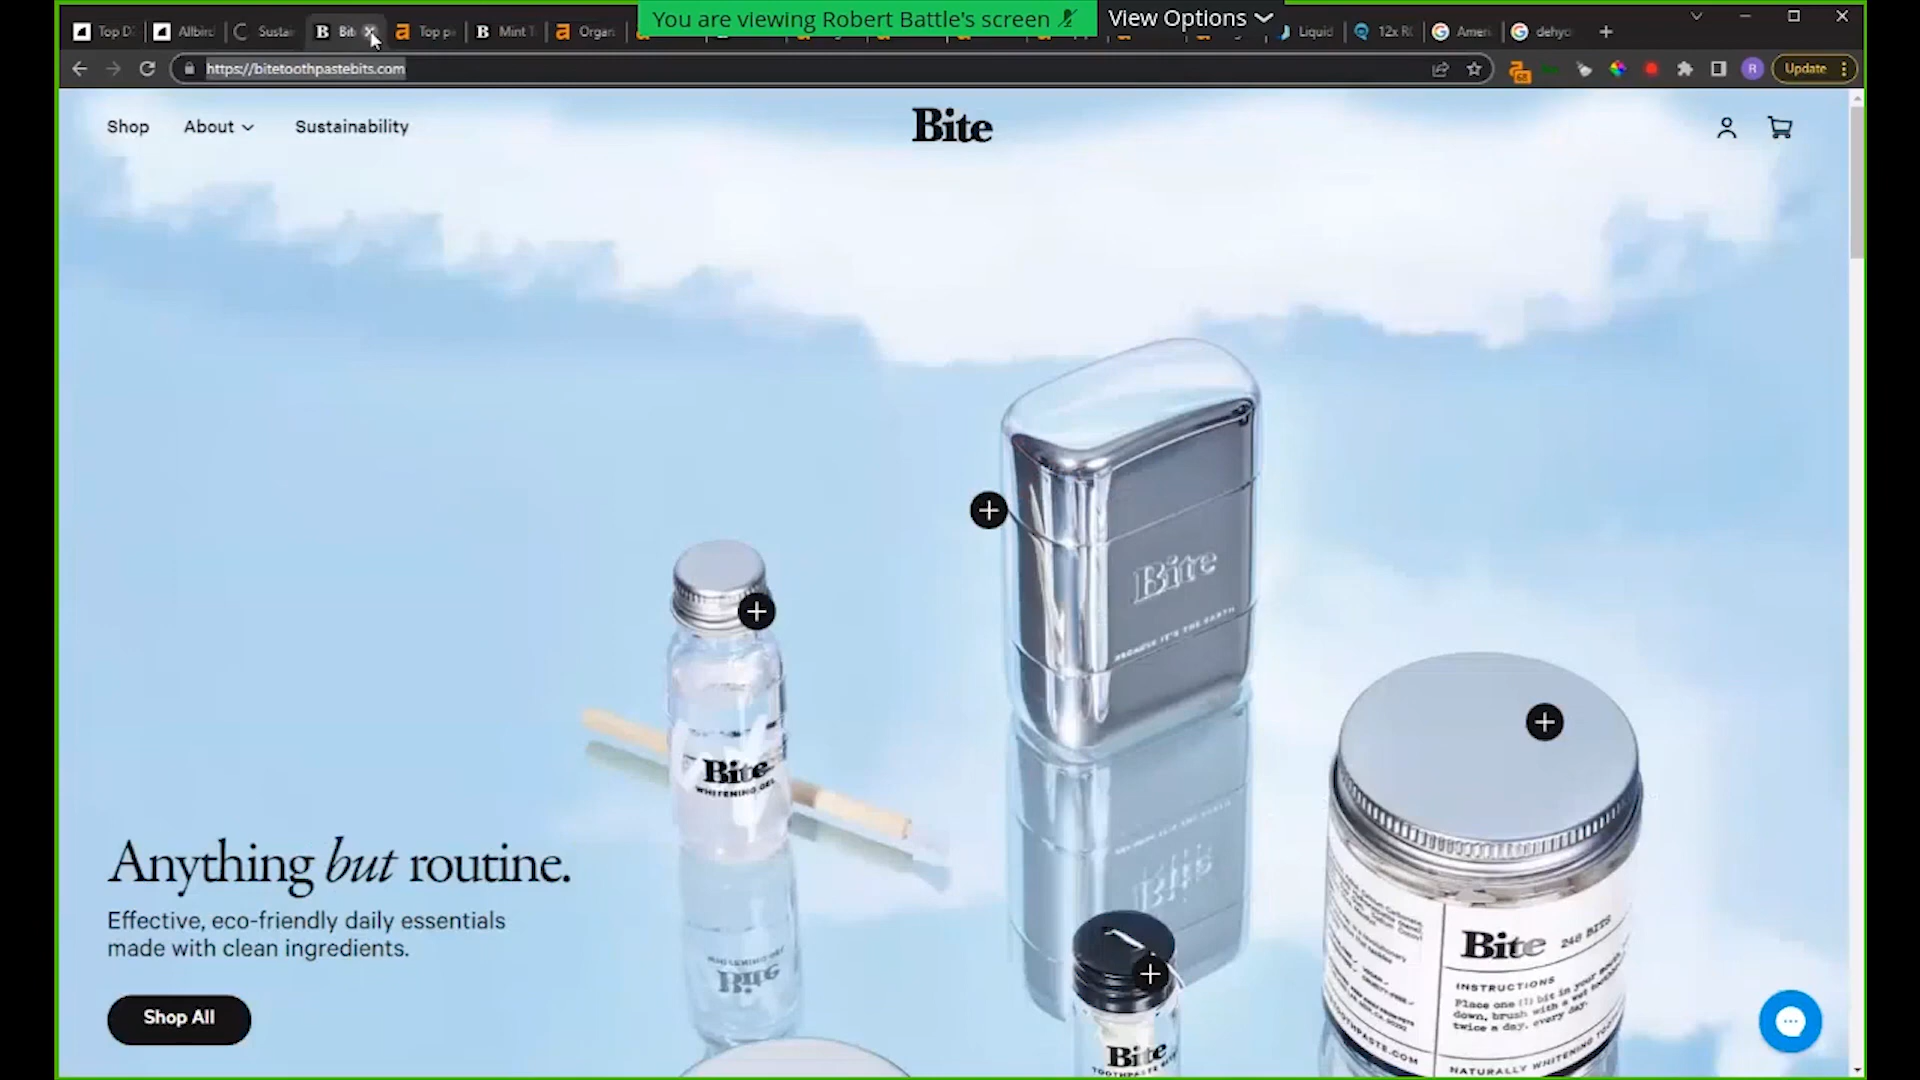 You are viewing Robert Battle's screen
View Options
Top D
Allbird
Susta
Bit
Top p
Mint T
Organ
Liquid
12x R
Amer
dehyd
https://bitetoothpastebits.com
68
R
Update
Shop
About
Sustainability
Bite
Bite
PROMISE IT'S THE EARTH
Bite
WHITENING GEL
Anything but routine.
Effective, eco-friendly daily essentials
made with clean ingredients.
Shop All
Bite
Bite 248 BITS
INSTRUCTIONS
Place one (1) bit in your mouth,
down, brush with a wet toothbrush
twice a day, every day.
NATURALLY WHITENING